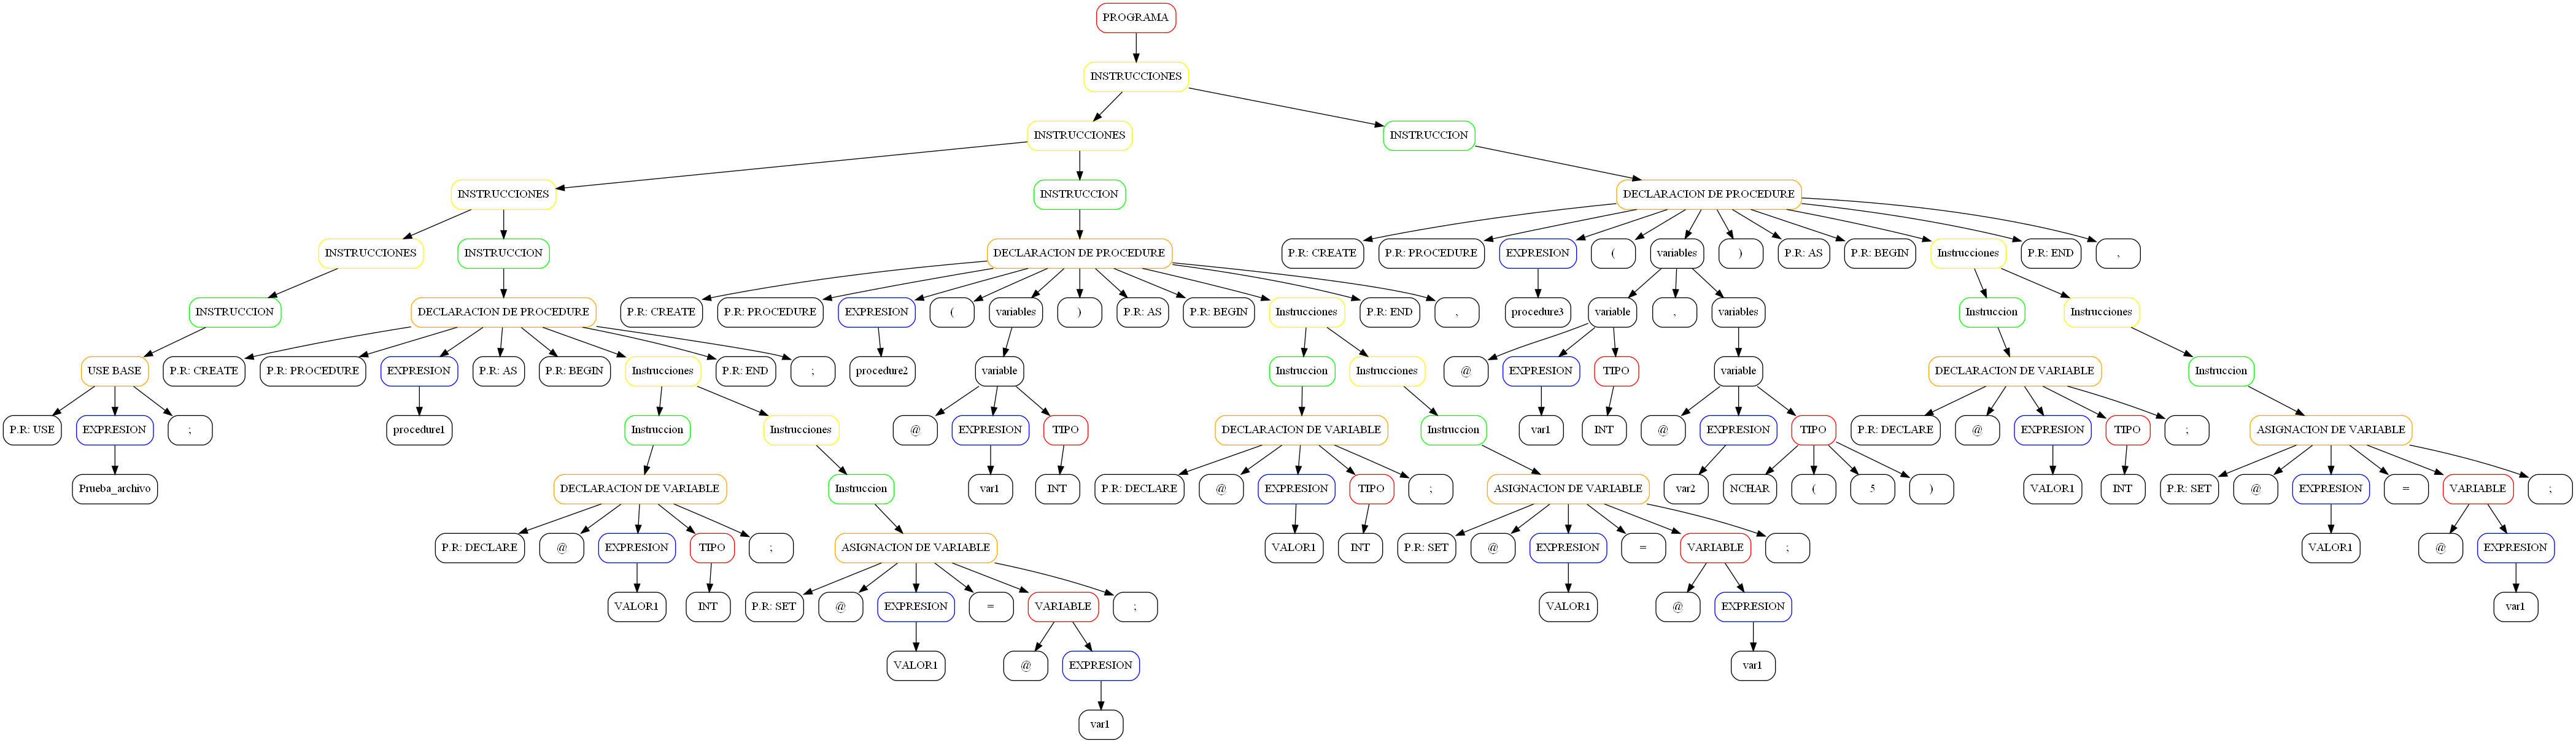 PROGRAMA
INSTRUCCIONES
INSTRUCCIONES INSTRUCCION
INSTRUCCIONES INSTRUCCION DECLARACION DE PROCEDURE
INSTRUCCIONES INSTRUCCION DECLARACION DE PROCEDURE P.R: CREATE P.R: PROCEDURE EXPRESION ( variables ) P.R: AS P.R: BEGIN Instrucciones P.R: END ,
INSTRUCCION DECLARACION DE PROCEDURE P.R: CREATE P.R: PROCEDURE EXPRESION ( variables ) P.R: AS P.R: BEGIN Instrucciones P.R: END , procedure3 variable , variables Instruccion Instrucciones
USE BASE P.R: CREATE P.R: PROCEDURE EXPRESION P.R: AS P.R: BEGIN Instrucciones P.R: END ; procedure2 variable Instruccion Instrucciones @ EXPRESION TIPO variable DECLARACION DE VARIABLE Instruccion
P.R: USE EXPRESION ; procedure1 Instruccion Instrucciones @ EXPRESION TIPO DECLARACION DE VARIABLE Instruccion var1 INT @ EXPRESION TIPO P.R: DECLARE @ EXPRESION TIPO ; ASIGNACION DE VARIABLE
Prueba_archivo DECLARACION DE VARIABLE Instruccion var1 INT P.R: DECLARE @ EXPRESION TIPO ; ASIGNACION DE VARIABLE var2 NCHAR ( 5 ) VALOR1 INT P.R: SET @ EXPRESION = VARIABLE ;
P.R: DECLARE @ EXPRESION TIPO ; ASIGNACION DE VARIABLE VALOR1 INT P.R: SET @ EXPRESION = VARIABLE ; VALOR1 @ EXPRESION
VALOR1 INT P.R: SET @ EXPRESION = VARIABLE ; VALOR1 @ EXPRESION var1
VALOR1 @ EXPRESION var1
var1